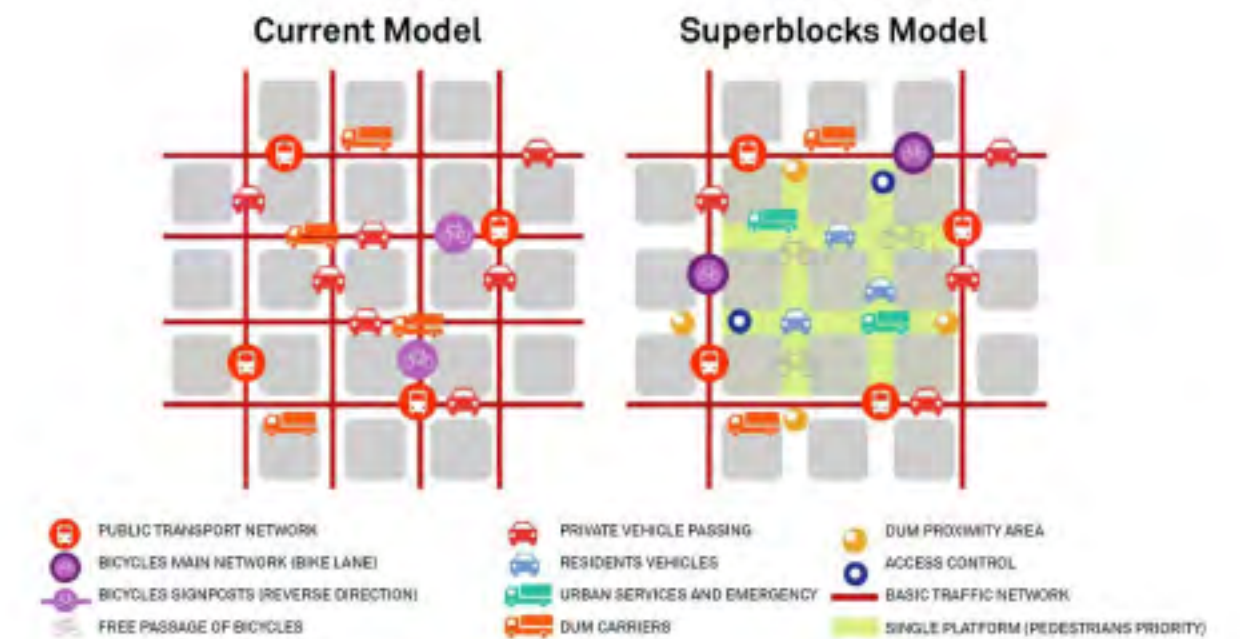 Current Model
Superblocks Model
PUBLIC TRANSPORT NETWORK
BICYCLES MAIN NETWORK (BIKE LANE)
BICYCLES SIGNPOSTS (REVERSE DIRECTION)
FREE PASSAGE OF BICYCLES
PRIVATE VEHICLE PASSING
RESIDENTS VEHICLES
URBAN SERVICES AND EMERGENCY
DUM CARRIERS
DUM PROXIMITY AREA
ACCESS CONTROL
BASIC TRAFFIC NETWORK
SINGLE PLATFORM (PEDESTRIANS PRIORITY)